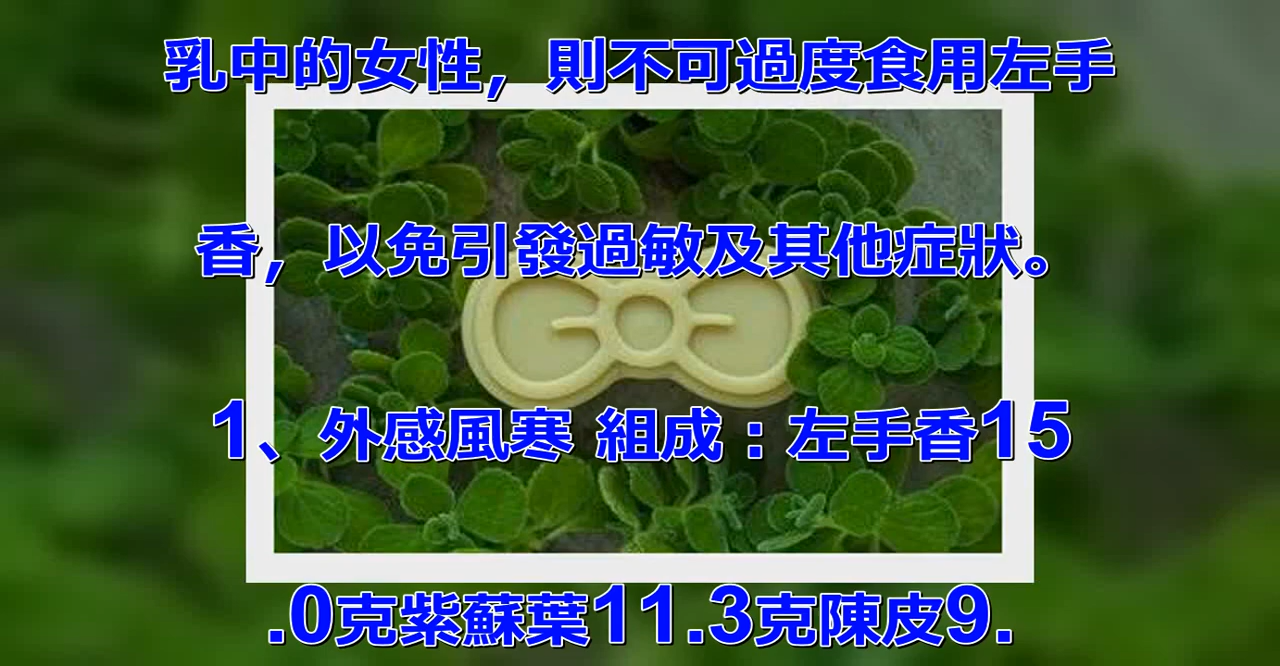 乳中的女性，則不可過度食用左手
香，以免引發過敏及其他症狀。
1、外感風寒 組成：左手香15
.0克紫蘇葉11.3克陳皮9.